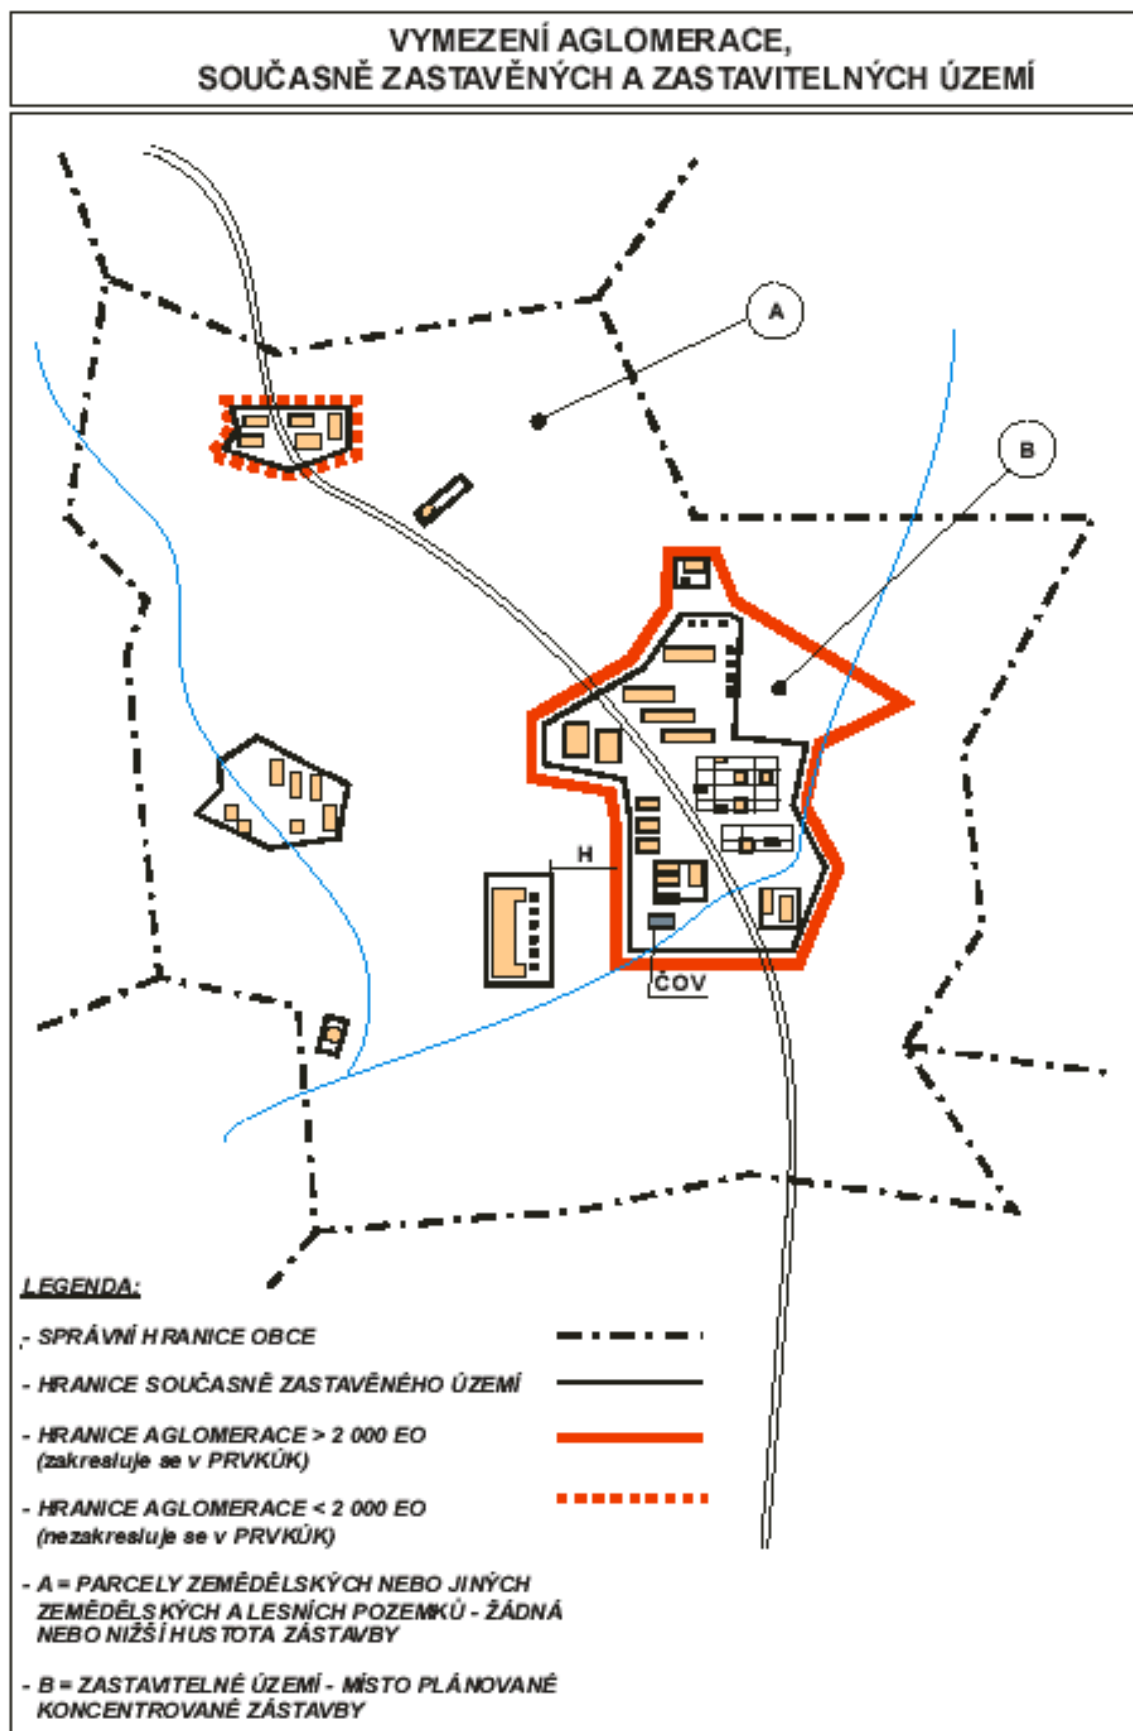 VYMEZENÍ AGLOMERACE,
SOUČASNĚ ZASTAVĚNÝCH A ZASTAVITELNÝCH ÚZEMÍ
A
B
H
ČOV
LEGENDA:
- SPRÁVNÍ HRANICE OBCE
- HRANICE SOUČASNĚ ZASTAVĚNÉHO ÚZEMÍ
- HRANICE AGLOMERACE > 2 000 EO
(zakresluje se v PRVKÚK)
- HRANICE AGLOMERACE < 2 000 EO
(nezakresluje se v PRVKÚK)
- A = PARCELY ZEMĚDĚLSKÝCH NEBO JINÝCH
ZEMĚDĚLSKÝCH A LESNÍCH POZEMKŮ - ŽÁDNÁ
NEBO NIŽŠÍ HUSTOTA ZÁSTAVBY
- B = ZASTAVITELNÉ ÚZEMÍ - MÍSTO PLÁNOVANÉ
KONCENTROVANÉ ZÁSTAVBY